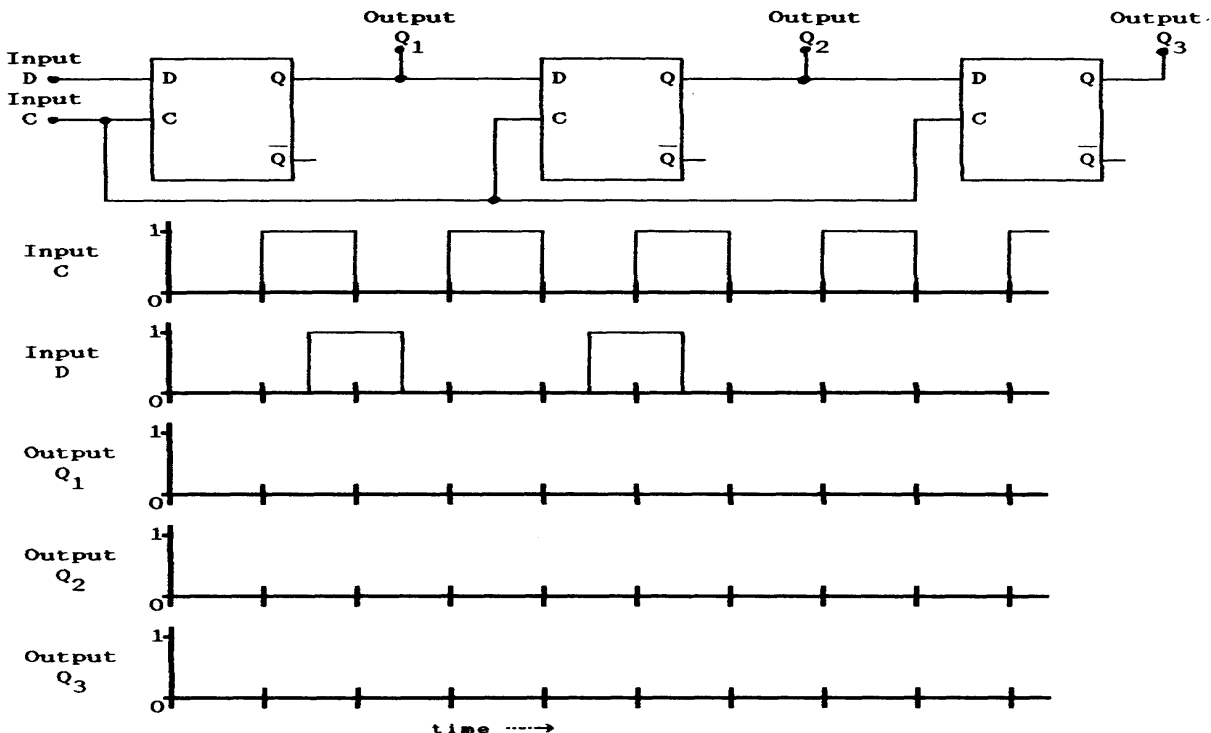 Output Output Output
Q1 Q2 Q3
Input
D D Q D Q D Q
Input
C C C C
Q̅ Q̅ Q̅
1
Input
C
0
1
Input
D
0
1
Output
Q1
0
1
Output
Q2
0
1
Output
Q3
0
time ----→